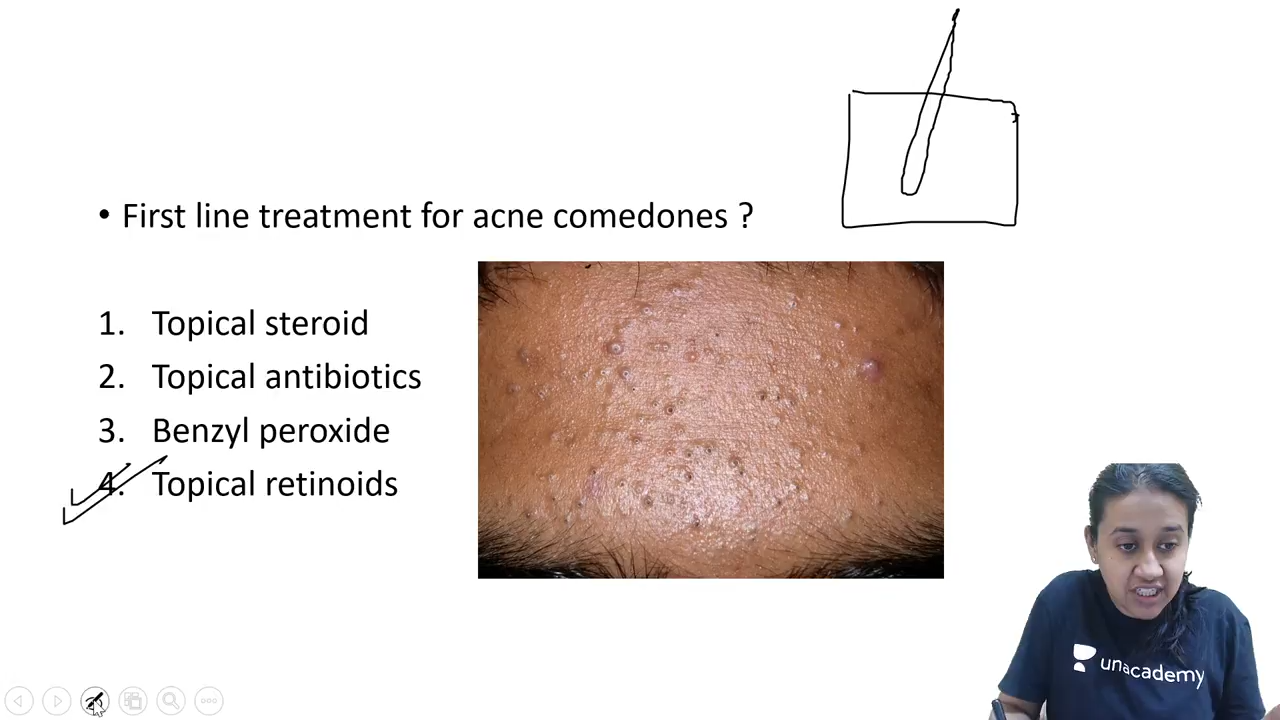 • First line treatment for acne comedones ?
1. Topical steroid
2. Topical antibiotics
3. Benzyl peroxide
4. Topical retinoids
unacademy